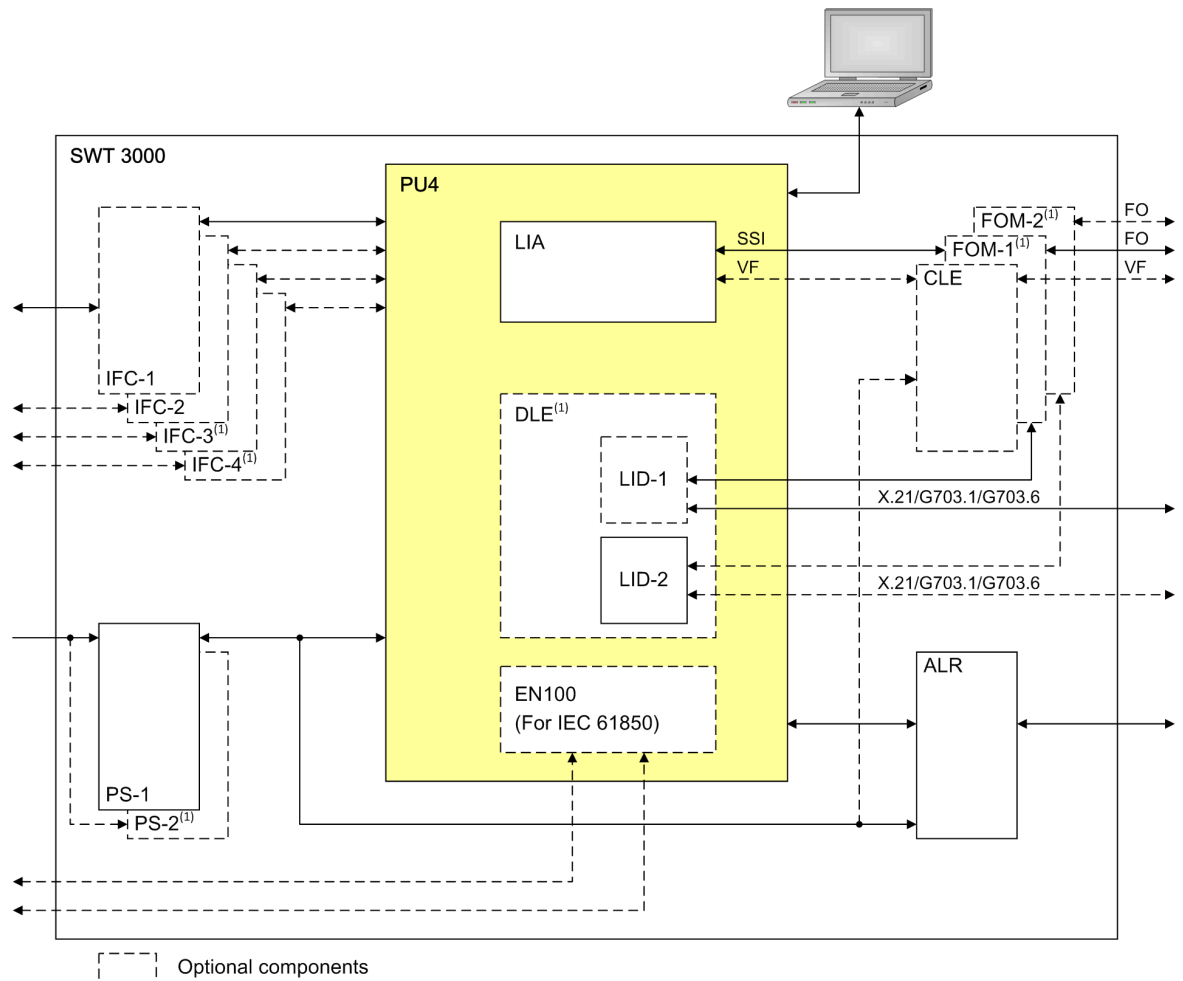 SWT 3000
PU4
LIA
SSI
VF
FOM-2(1)
FO
FOM-1(1)
FO
CLE
VF
IFC-1
IFC-2
IFC-3(1)
IFC-4(1)
DLE(1)
LID-1
X.21/G703.1/G703.6
LID-2
X.21/G703.1/G703.6
PS-1
PS-2(1)
EN100
(For IEC 61850)
ALR
Optional components